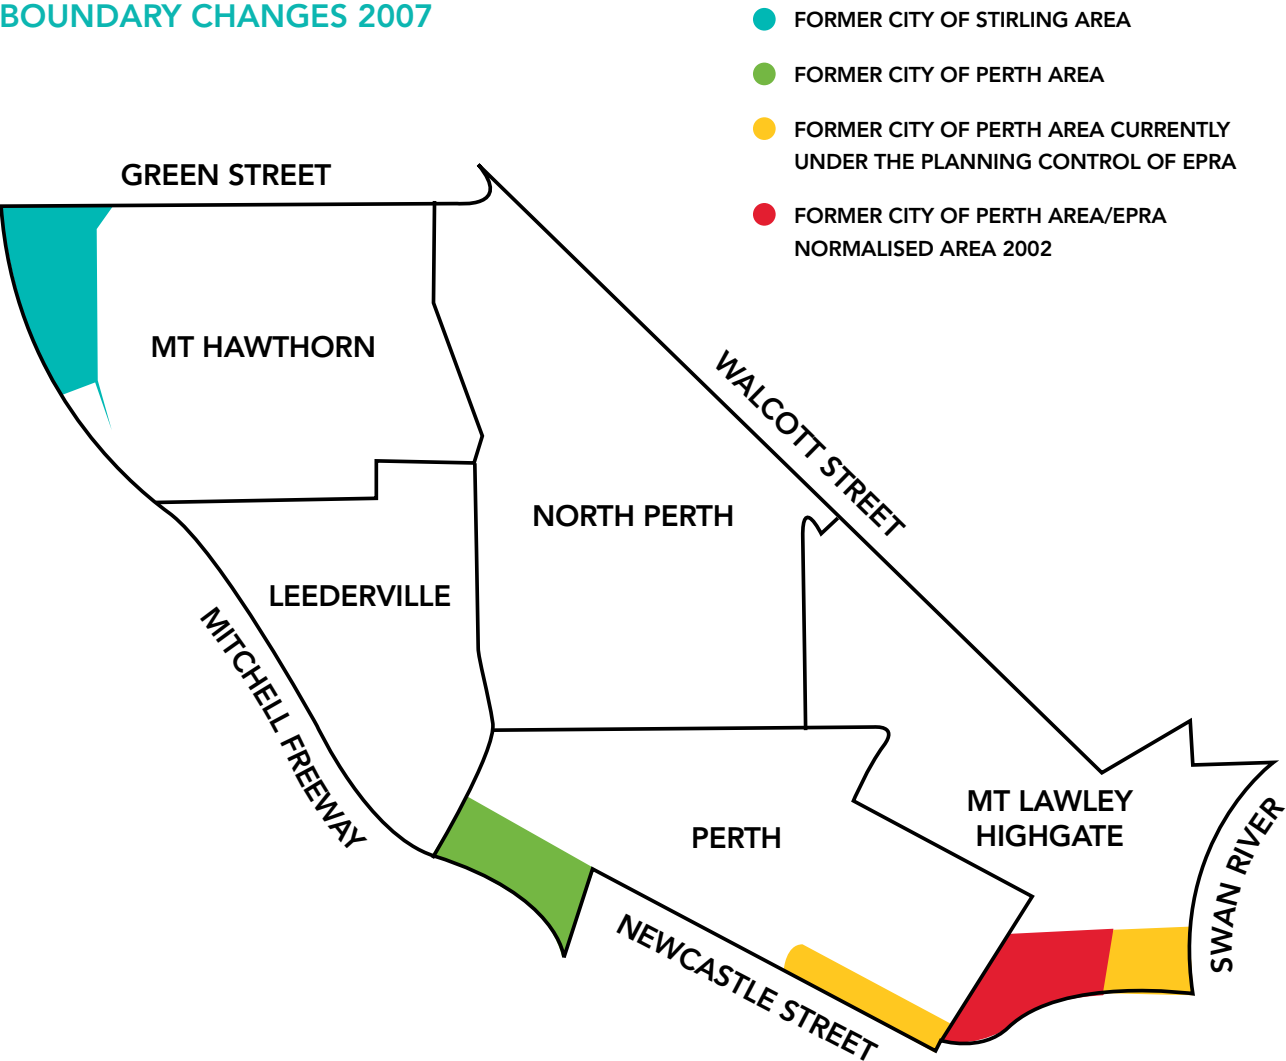 BOUNDARY CHANGES 2007
FORMER CITY OF STIRLING AREA
FORMER CITY OF PERTH AREA
FORMER CITY OF PERTH AREA CURRENTLY
UNDER THE PLANNING CONTROL OF EPRA
FORMER CITY OF PERTH AREA/EPRA
NORMALISED AREA 2002
GREEN STREET
MT HAWTHORN
WALCOTT STREET
NORTH PERTH
LEEDERVILLE
MITCHELL FREEWAY
MT LAWLEY
HIGHGATE
PERTH
SWAN RIVER
NEWCASTLE STREET